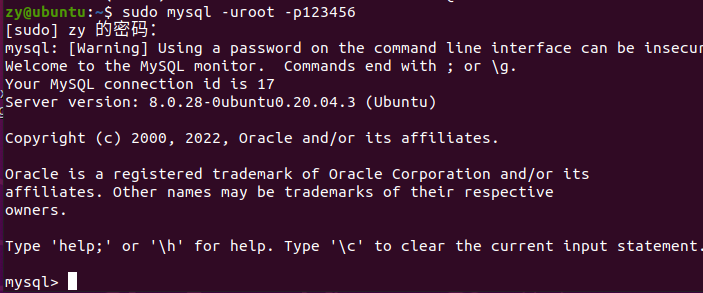 zy@ubuntu:~$ sudo mysql -uroot -p123456
[sudo] zy 的密码：
mysql: [Warning] Using a password on the command line interface can be insecur
Welcome to the MySQL monitor.  Commands end with ; or \g.
Your MySQL connection id is 17
Server version: 8.0.28-0ubuntu0.20.04.3 (Ubuntu)
Copyright (c) 2000, 2022, Oracle and/or its affiliates.
Oracle is a registered trademark of Oracle Corporation and/or its
affiliates. Other names may be trademarks of their respective
owners.
Type 'help;' or '\h' for help. Type '\c' to clear the current input statement.
mysql>